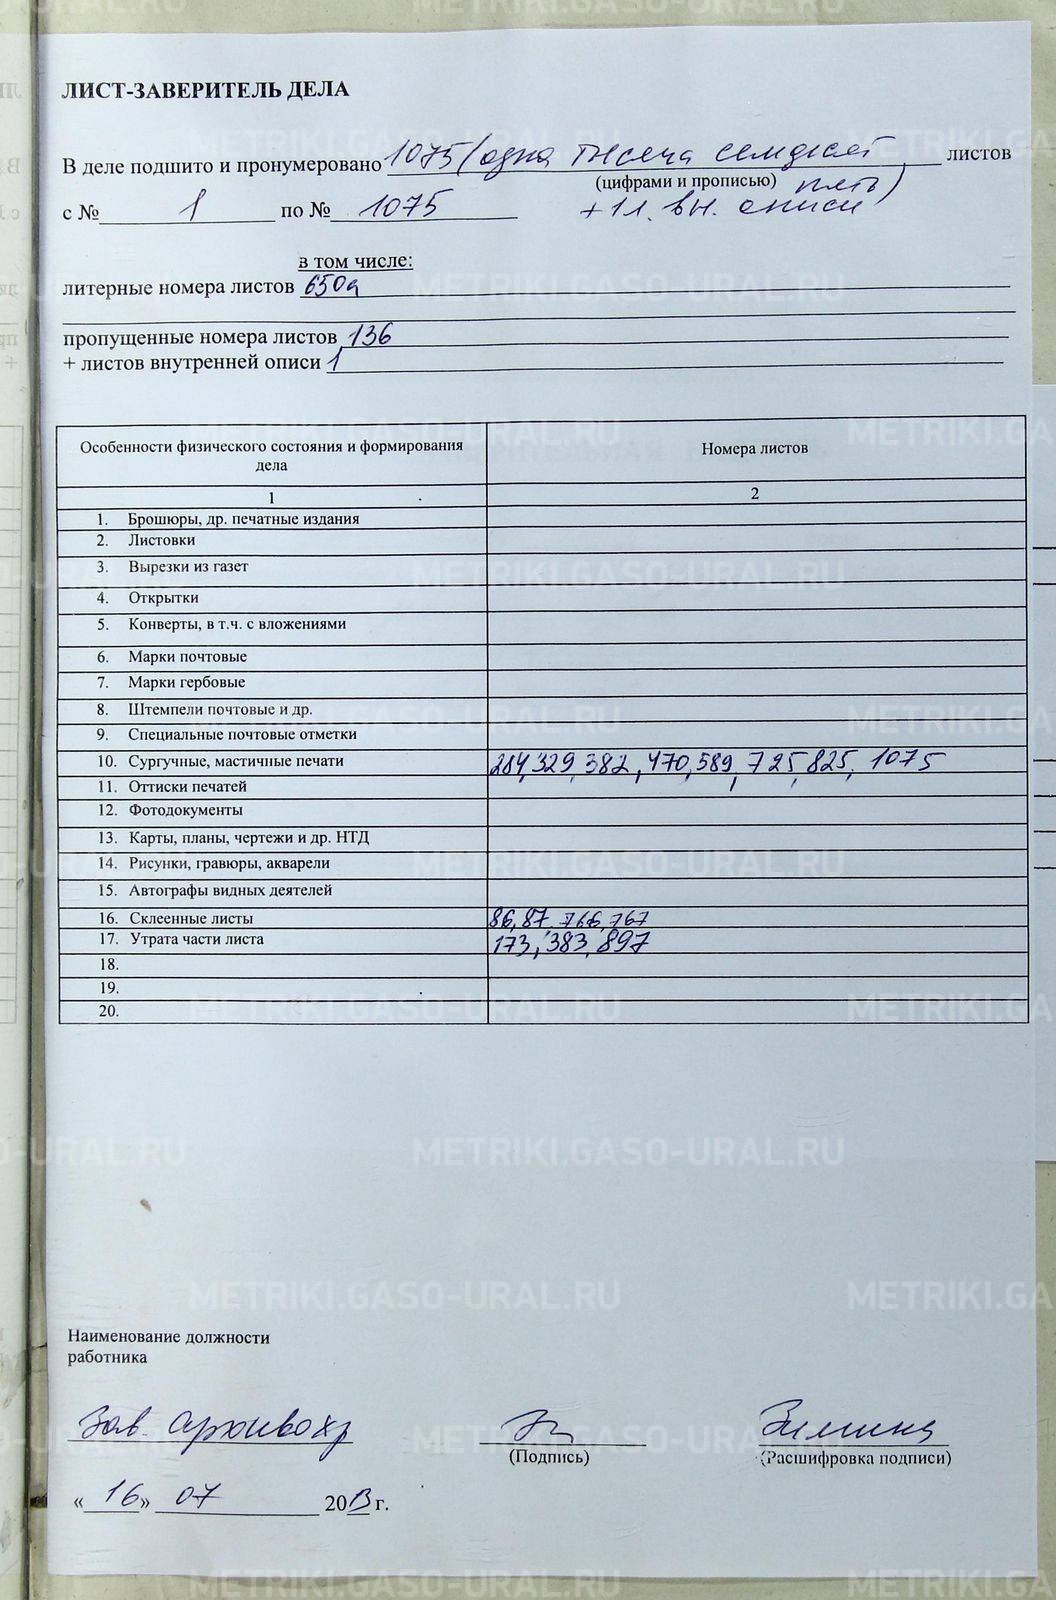 ЛИСТ-ЗАВЕРИТЕЛЬ ДЕЛА
В деле подшито и пронумеровано 1075 (одна тысяча семьдесят листов
(цифрами и прописью) пять)
с № 1 по № 1075 + 1 л. вн. описи
в том числе:
литерные номера листов 650а
пропущенные номера листов 136
+ листов внутренней описи 1
Особенности физического состояния и формирования дела Номера листов
1 2
1. Брошюры, др. печатные издания
2. Листовки
3. Вырезки из газет
4. Открытки
5. Конверты, в т.ч. с вложениями
6. Марки почтовые
7. Марки гербовые
8. Штемпели почтовые и др.
9. Специальные почтовые отметки
10. Сургучные, мастичные печати 284, 329, 382, 470, 589, 725, 825, 1075
11. Оттиски печатей
12. Фотодокументы
13. Карты, планы, чертежи и др. НТД
14. Рисунки, гравюры, акварели
15. Автографы видных деятелей
16. Склеенные листы 86, 87, 766, 767
17. Утрата части листа 173, 383, 897
18.
19.
20.
Наименование должности
работника
Зав. архивохр
Зимина
(Подпись) (Расшифровка подписи)
«16» 07 2013 г.
METRIKI.GASO-URAL.RU